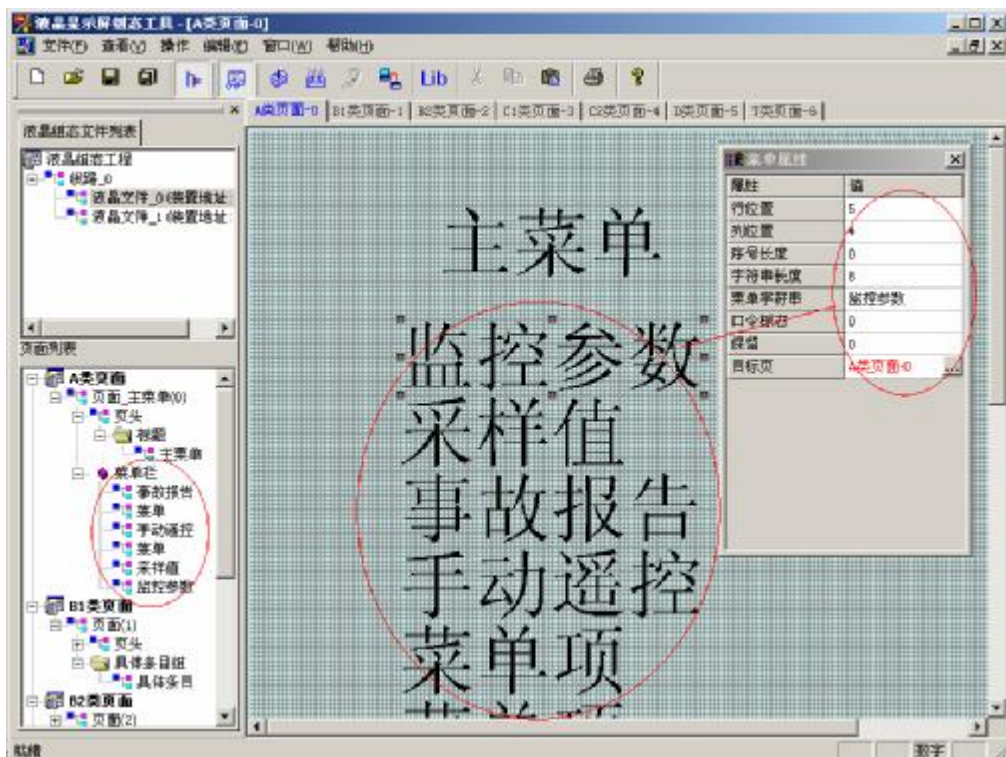 液晶显示屏组态工具 - [A类页面-0]
文件(F) 查看(V) 操作 编辑(E) 窗口(W) 帮助(H)
Lib
A类页面-0 B1类页面-1 B2类页面-2 C1类页面-3 C2类页面-4 D类页面-5 T类页面-6
液晶组态文件列表
液晶组态工程
线路_0
液晶文件_0(装置地址
液晶文件_1(装置地址
页面列表
A类页面
页面_主菜单(0)
页头
标题
主菜单
菜单栏
事故报告
菜单
手动遥控
菜单
采样值
监控参数
B1类页面
页面(1)
页头
具体条目组
具体条目
B2类页面
页面(2)
主菜单
监控参数
采样值
事故报告
手动遥控
菜单项
菜单项
菜单属性
属性 值
行位置 5
列位置 4
序号长度 0
字符串长度 8
菜单字符串 监控参数
口令标志 0
保留 0
目标页 A类页面-0 ...
就绪
数字